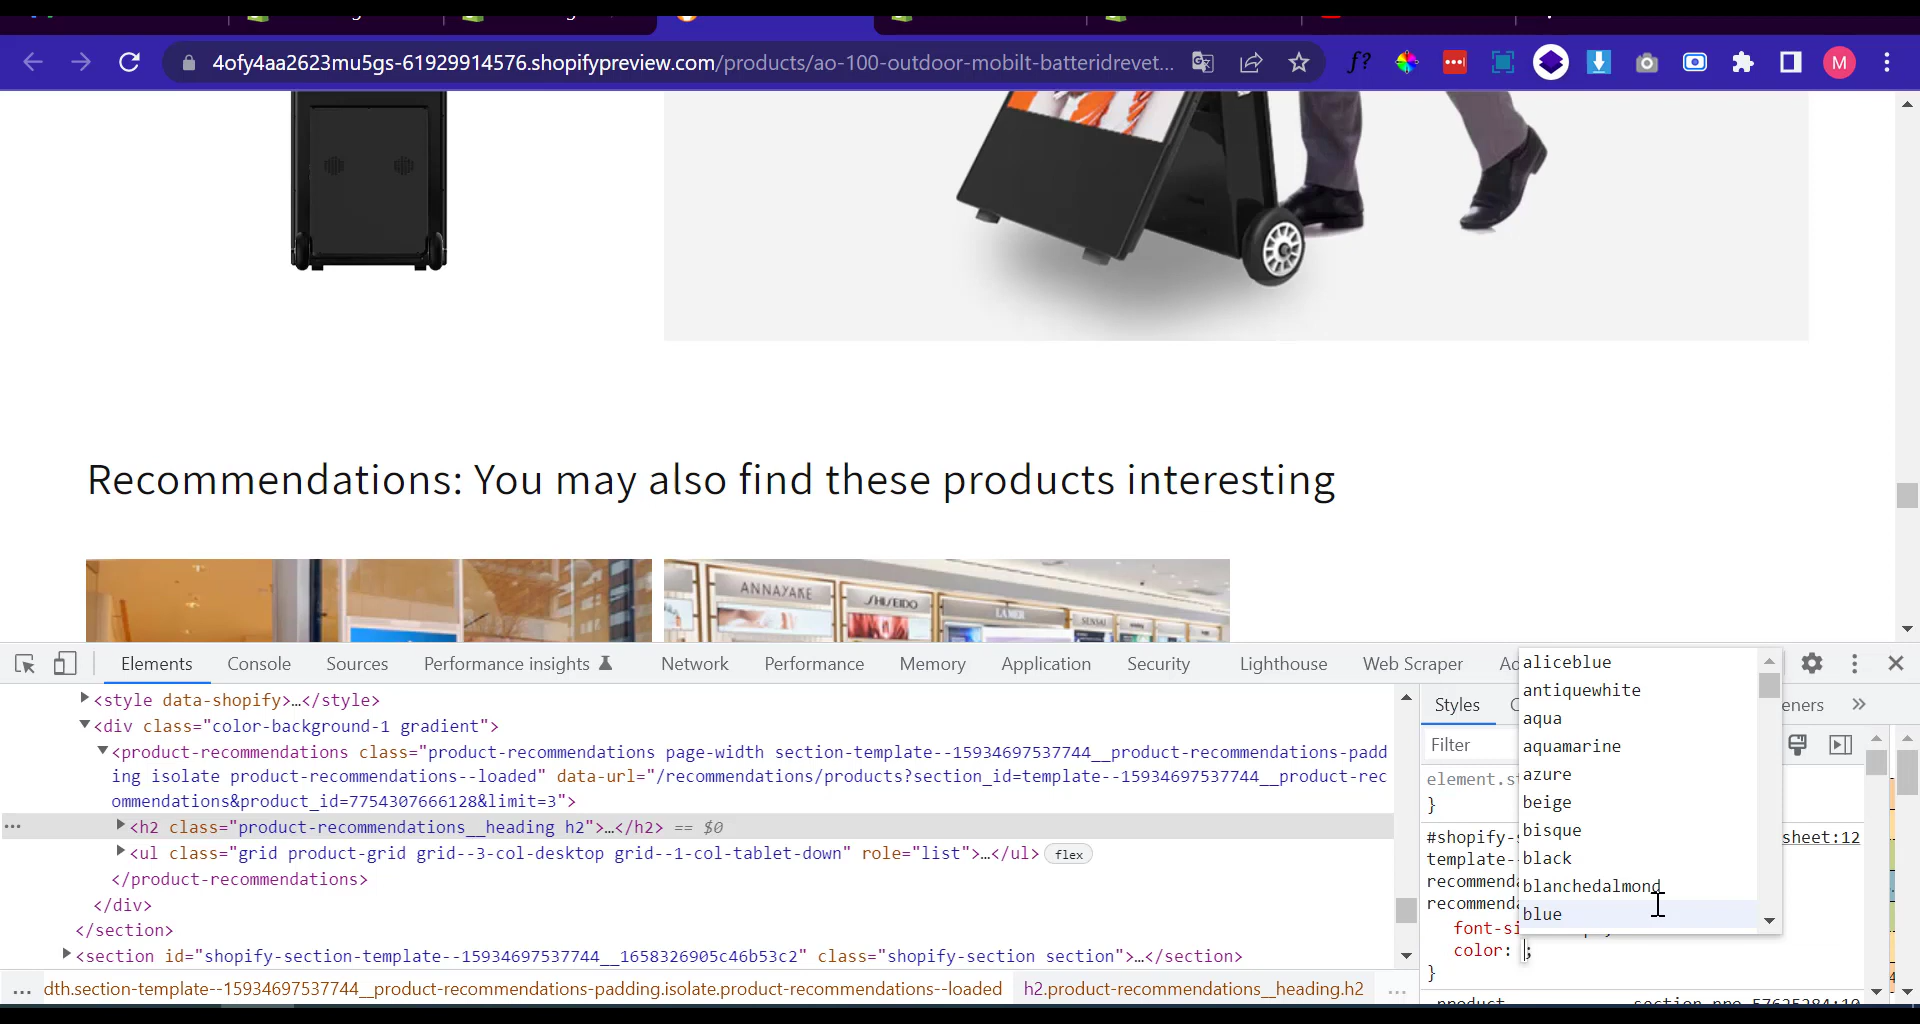 4ofy4aa2623mu5gs-61929914576.shopifypreview.com/products/ao-100-outdoor-mobilt-batteridrevet...
f?
M
Recommendations: You may also find these products interesting
ANNAYAKE
SHISEIDO
LA MER
SENSAI
Elements
Console
Sources
Performance insights
Network
Performance
Memory
Application
Security
Lighthouse
Web Scraper
<style data-shopify>…</style>
<div class="color-background-1 gradient">
<product-recommendations class="product-recommendations page-width section-template--15934697537744__product-recommendations-padd
ing isolate product-recommendations--loaded" data-url="/recommendations/products?section_id=template--15934697537744__product-rec
ommendations&product_id=7754307666128&limit=3">
<h2 class="product-recommendations__heading h2">…</h2> == $0
<ul class="grid product-grid grid--3-col-desktop grid--1-col-tablet-down" role="list">…</ul> flex
</product-recommendations>
</div>
</section>
<section id="shopify-section-template--15934697537744__1658326905c46b53c2" class="shopify-section section">…</section>
... dth.section-template--15934697537744__product-recommendations-padding.isolate.product-recommendations--loaded h2.product-recommendations__heading.h2 ...
Styles
eners »
Filter
element.st
}
#shopify-s
sheet:12
template--
recommenda
recommenda
font-si
color: ;
}
aliceblue
antiquewhite
aqua
aquamarine
azure
beige
bisque
black
blanchedalmond
blue